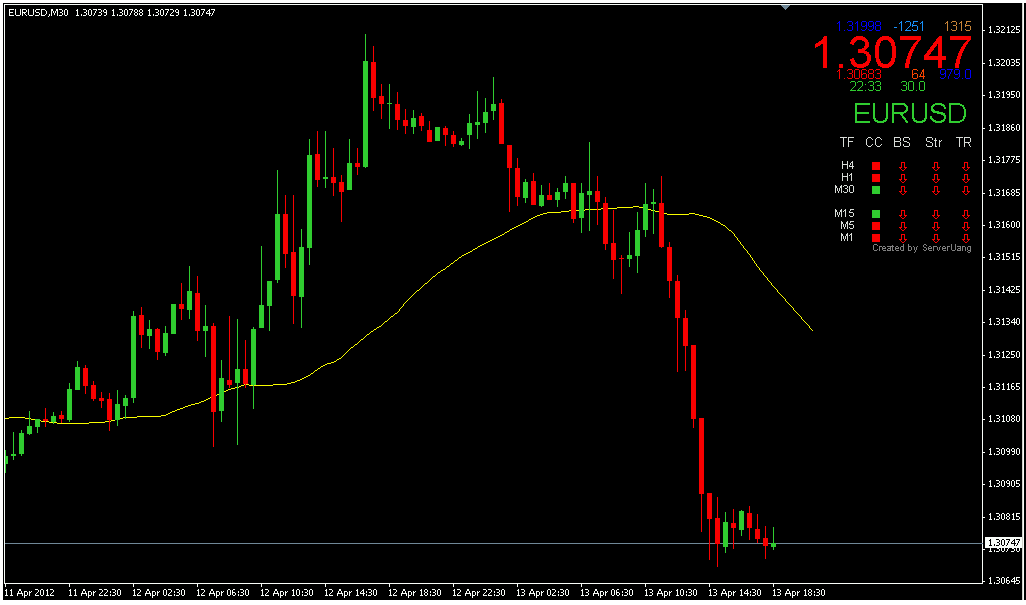 EURUSD,M30 1.30739 1.30788 1.30729 1.30747
1.31990 -1251 1315
1.30747
1.30683 64 979.0
22:33 30.0
EURUSD
TF CC BS Str TR
H4
H1
M30
M15
M5
M1
Created by ServerUang
1.32125
1.32035
1.31950
1.31860
1.31775
1.31685
1.31600
1.31515
1.31425
1.31340
1.31250
1.31165
1.31080
1.30990
1.30905
1.30815
1.30747
1.30730
1.30645
11 Apr 2012 11 Apr 22:30 12 Apr 02:30 12 Apr 06:30 12 Apr 10:30 12 Apr 14:30 12 Apr 18:30 12 Apr 22:30 13 Apr 02:30 13 Apr 06:30 13 Apr 10:30 13 Apr 14:30 13 Apr 18:30